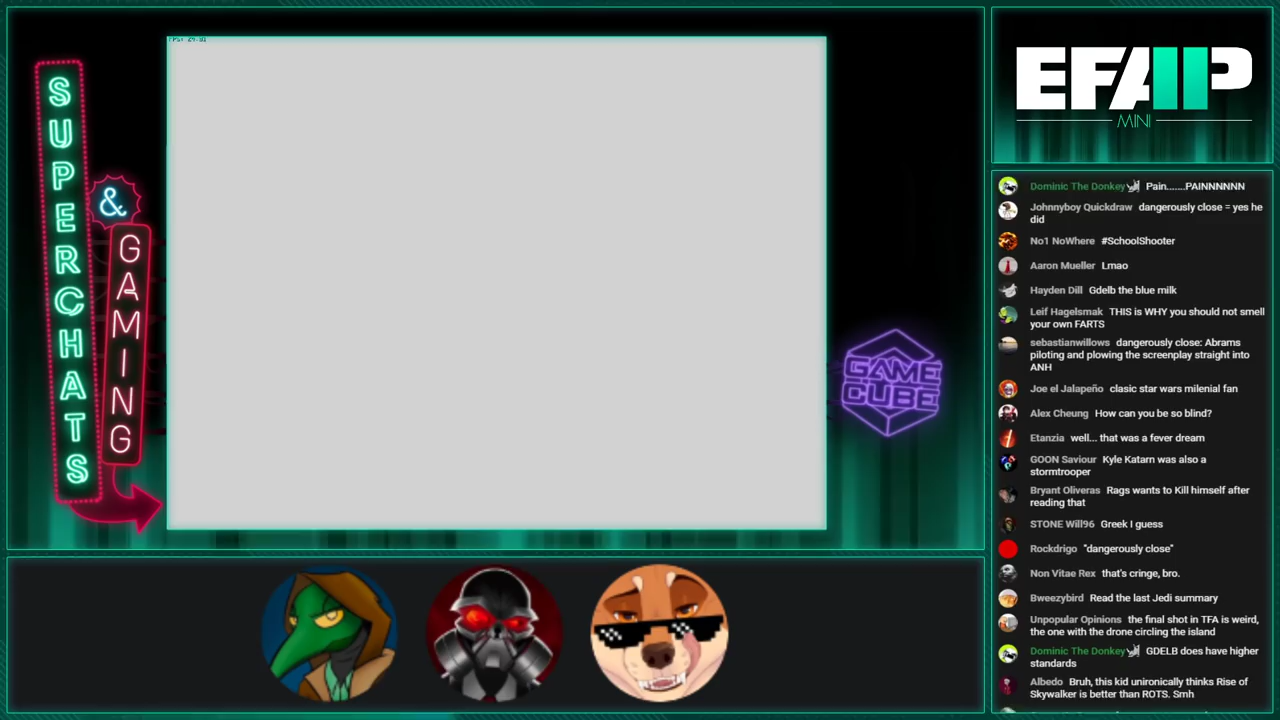 SUPERCHATS
&
GAMING
GAME
CUBE
EFAP
MINI
Dominic The Donkey Pain.......PAINNNNNN
Johnnyboy Quickdraw dangerously close = yes he
did
No1 NoWhere #SchoolShooter
Aaron Mueller Lmao
Hayden Dill Gdelb the blue milk
Leif Hagelsmak THIS is WHY you should not smell
your own FARTS
sebastianwillows dangerously close: Abrams
piloting and plowing the screenplay straight into
ANH
Joe el Jalapeño clasic star wars milenial fan
Alex Cheung How can you be so blind?
Etanzia well... that was a fever dream
GOON Saviour Kyle Katarn was also a
stormtrooper
Bryant Oliveras Rags wants to Kill himself after
reading that
STONE Will96 Greek I guess
Rockdrigo "dangerously close"
Non Vitae Rex that's cringe, bro.
Bweezybird Read the last Jedi summary
Unpopular Opinions the final shot in TFA is weird,
the one with the drone circling the island
Dominic The Donkey GDELB does have higher
standards
Albedo Bruh, this kid unironically thinks Rise of
Skywalker is better than ROTS. Smh